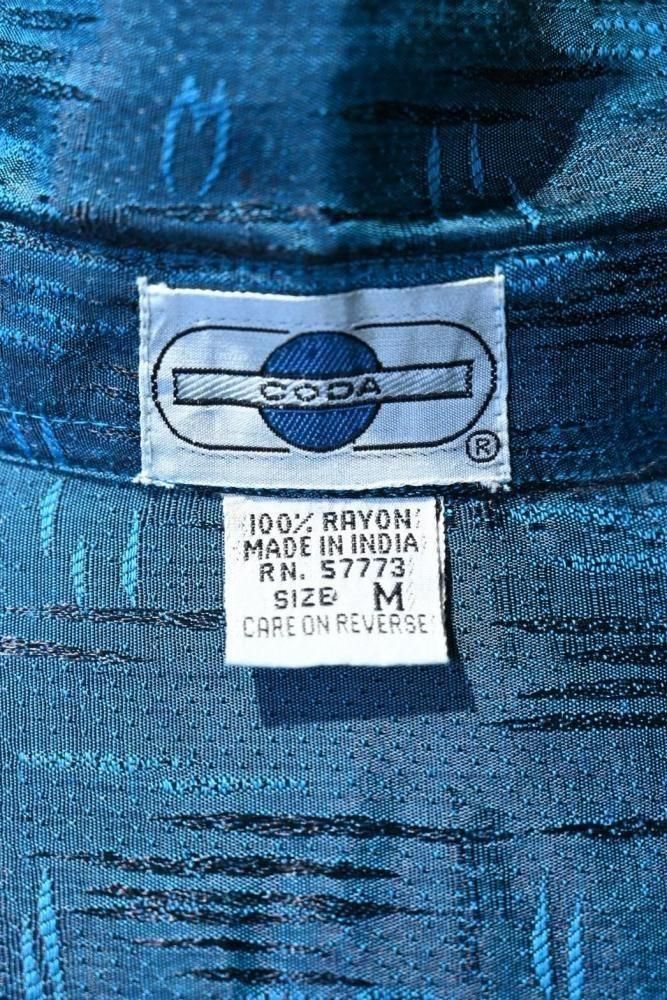 CODA
®
100% RAYON
MADE IN INDIA
RN. 57773
SIZE M
CARE ON REVERSE